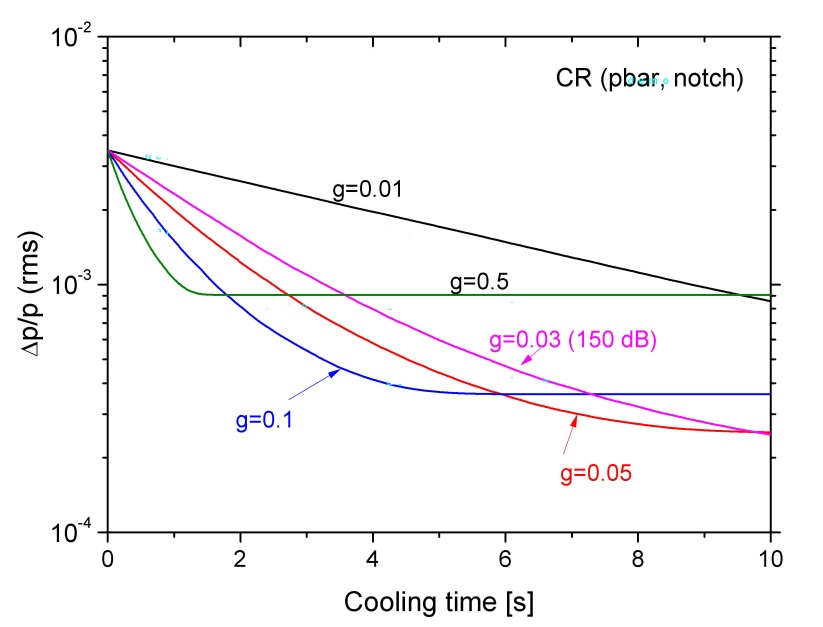 10-2
CR (pbar, notch)
g=0.01
10-3
g=0.5
Δp/p (rms)
g=0.03 (150 dB)
g=0.1
g=0.05
10-4
0 2 4 6 8 10
Cooling time [s]